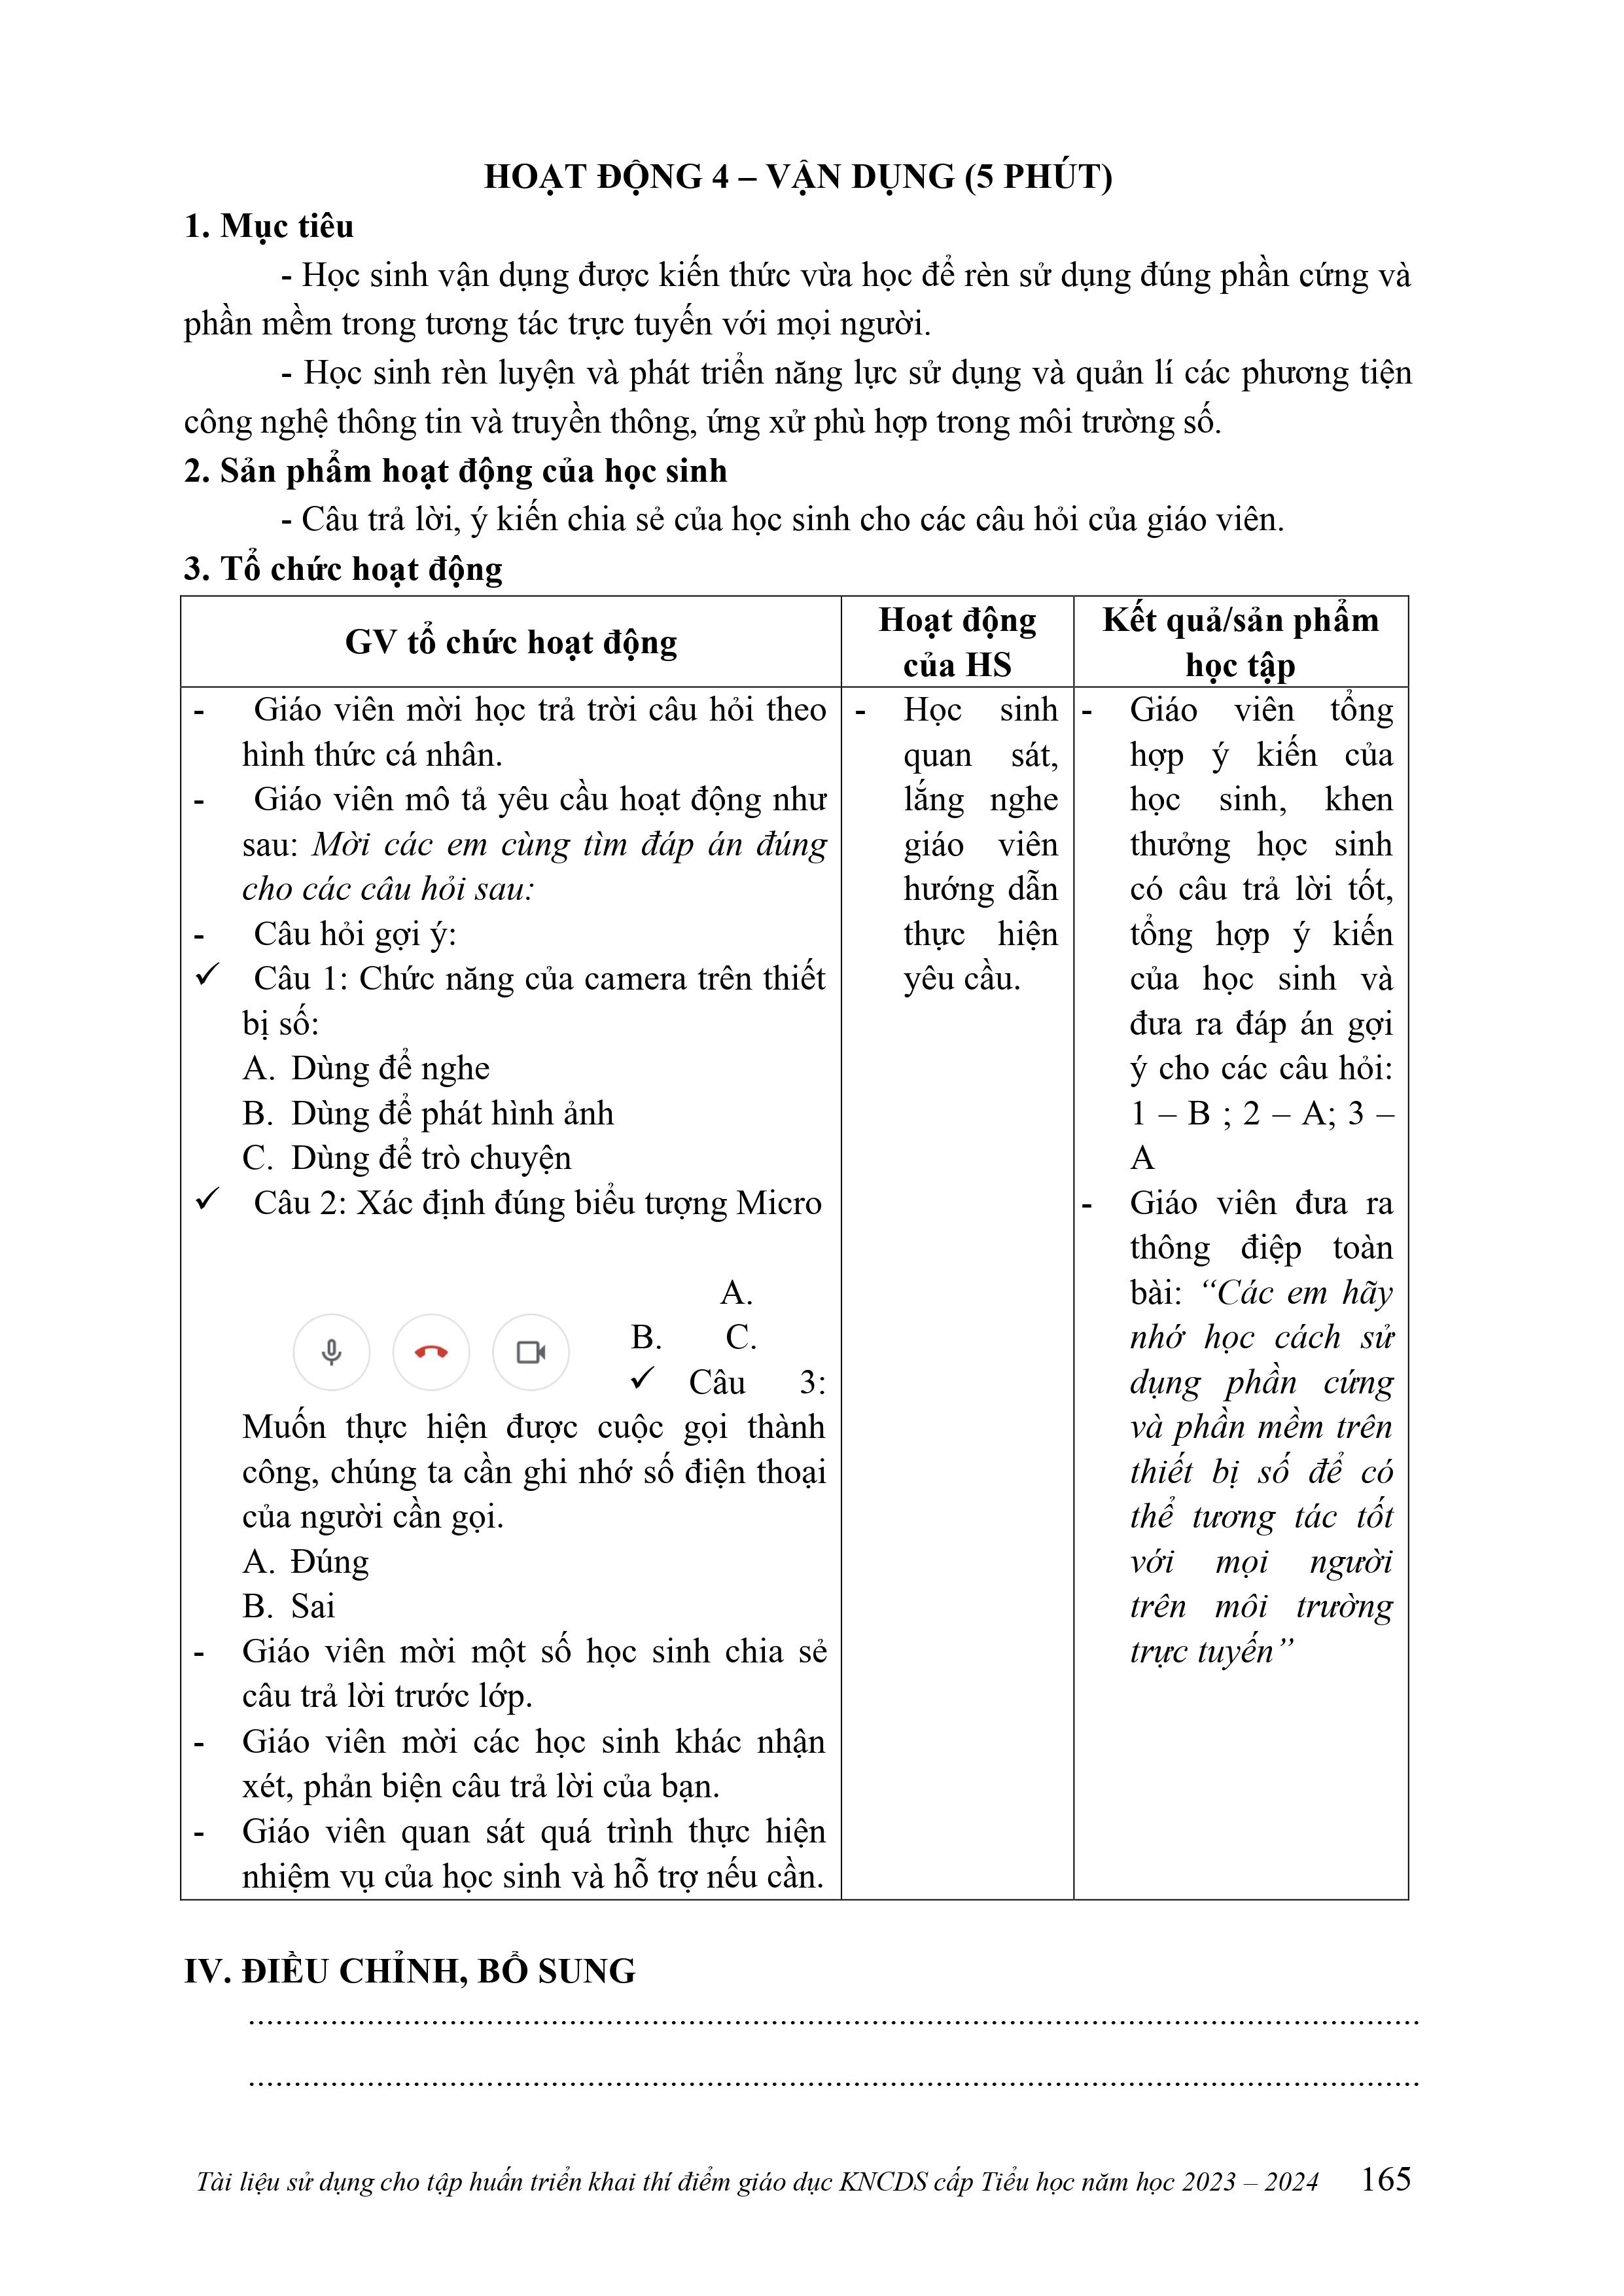 HOẠT ĐỘNG 4 – VẬN DỤNG (5 PHÚT)
1. Mục tiêu
- Học sinh vận dụng được kiến thức vừa học để rèn sử dụng đúng phần cứng và
phần mềm trong tương tác trực tuyến với mọi người.
- Học sinh rèn luyện và phát triển năng lực sử dụng và quản lí các phương tiện
công nghệ thông tin và truyền thông, ứng xử phù hợp trong môi trường số.
2. Sản phẩm hoạt động của học sinh
- Câu trả lời, ý kiến chia sẻ của học sinh cho các câu hỏi của giáo viên.
3. Tổ chức hoạt động
GV tổ chức hoạt động
Hoạt động
của HS
Kết quả/sản phẩm
học tập
- Giáo viên mời học trả trời câu hỏi theo
hình thức cá nhân.
- Giáo viên mô tả yêu cầu hoạt động như
sau: Mời các em cùng tìm đáp án đúng
cho các câu hỏi sau:
- Câu hỏi gợi ý:
✓ Câu 1: Chức năng của camera trên thiết
bị số:
A. Dùng để nghe
B. Dùng để phát hình ảnh
C. Dùng để trò chuyện
✓ Câu 2: Xác định đúng biểu tượng Micro
A.
B. C.
✓ Câu 3:
Muốn thực hiện được cuộc gọi thành
công, chúng ta cần ghi nhớ số điện thoại
của người cần gọi.
A. Đúng
B. Sai
- Giáo viên mời một số học sinh chia sẻ
câu trả lời trước lớp.
- Giáo viên mời các học sinh khác nhận
xét, phản biện câu trả lời của bạn.
- Giáo viên quan sát quá trình thực hiện
nhiệm vụ của học sinh và hỗ trợ nếu cần.
- Học sinh
quan sát,
lắng nghe
giáo viên
hướng dẫn
thực hiện
yêu cầu.
- Giáo viên tổng
hợp ý kiến của
học sinh, khen
thưởng học sinh
có câu trả lời tốt,
tổng hợp ý kiến
của học sinh và
đưa ra đáp án gợi
ý cho các câu hỏi:
1 – B ; 2 – A; 3 –
A
- Giáo viên đưa ra
thông điệp toàn
bài: “Các em hãy
nhớ học cách sử
dụng phần cứng
và phần mềm trên
thiết bị số để có
thể tương tác tốt
với mọi người
trên môi trường
trực tuyến”
IV. ĐIỀU CHỈNH, BỔ SUNG
................................................................................................................................
................................................................................................................................
Tài liệu sử dụng cho tập huấn triển khai thí điểm giáo dục KNCDS cấp Tiểu học năm học 2023 – 2024 165